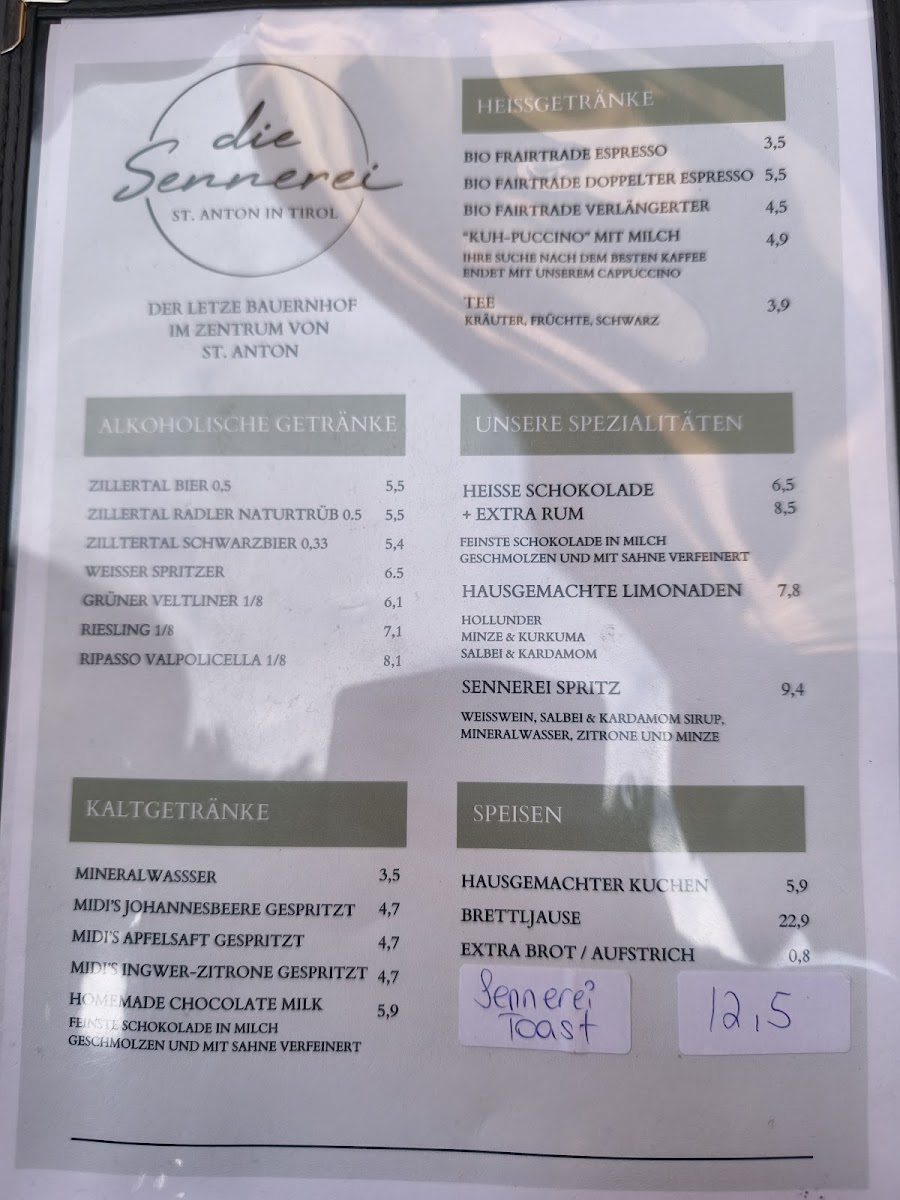 die
Sennerei
ST. ANTON IN TIROL
DER LETZE BAUERNHOF
IM ZENTRUM VON
ST. ANTON
HEISSGETRÄNKE
BIO FRAIRTRADE ESPRESSO 3,5
BIO FAIRTRADE DOPPELTER ESPRESSO 5,5
BIO FAIRTRADE VERLÄNGERTER 4,5
"KUH-PUCCINO" MIT MILCH 4,9
IHRE SUCHE NACH DEM BESTEN KAFFEE
ENDET MIT UNSEREM CAPPUCCINO
TEE 3,9
KRÄUTER, FRÜCHTE, SCHWARZ
ALKOHOLISCHE GETRÄNKE
ZILLERTAL BIER 0,5 5,5
ZILLERTAL RADLER NATURTRÜB 0.5 5,5
ZILLTERTAL SCHWARZBIER 0,33 5,4
WEISSER SPRITZER 6.5
GRÜNER VELTLINER 1/8 6,1
RIESLING 1/8 7,1
RIPASSO VALPOLICELLA 1/8 8,1
UNSERE SPEZIALITÄTEN
HEISSE SCHOKOLADE 6,5
+ EXTRA RUM 8,5
FEINSTE SCHOKOLADE IN MILCH
GESCHMOLZEN UND MIT SAHNE VERFEINERT
HAUSGEMACHTE LIMONADEN 7,8
HOLLUNDER
MINZE & KURKUMA
SALBEI & KARDAMOM
SENNEREI SPRITZ 9,4
WEISSWEIN, SALBEI & KARDAMOM SIRUP,
MINERALWASSER, ZITRONE UND MINZE
KALTGETRÄNKE
MINERALWASSSER 3,5
MIDI'S JOHANNESBEERE GESPRITZT 4,7
MIDI'S APFELSAFT GESPRITZT 4,7
MIDI'S INGWER-ZITRONE GESPRITZT 4,7
HOMEMADE CHOCOLATE MILK 5,9
FEINSTE SCHOKOLADE IN MILCH
GESCHMOLZEN UND MIT SAHNE VERFEINERT
SPEISEN
HAUSGEMACHTER KUCHEN 5,9
BRETTLJAUSE 22,9
EXTRA BROT / AUFSTRICH 0,8
Sennerei
Toast 12,5